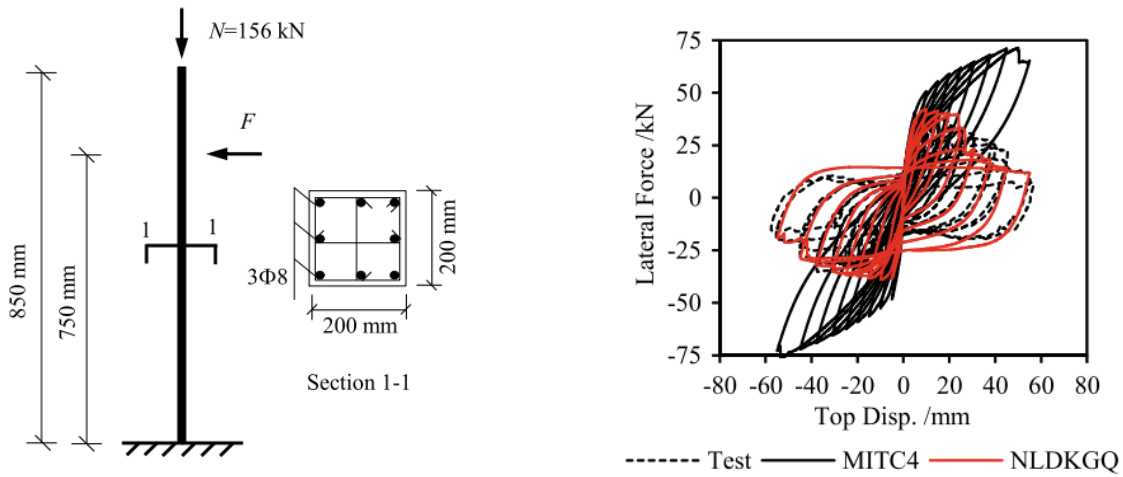 N=156 kN
F
850 mm
750 mm
1 1
3Φ8
200 mm
200 mm
Section 1-1
Lateral Force /kN
75
50
25
0
-25
-50
-75
-80 -60 -40 -20 0 20 40 60 80
Top Disp. /mm
Test MITC4 NLDKGQ